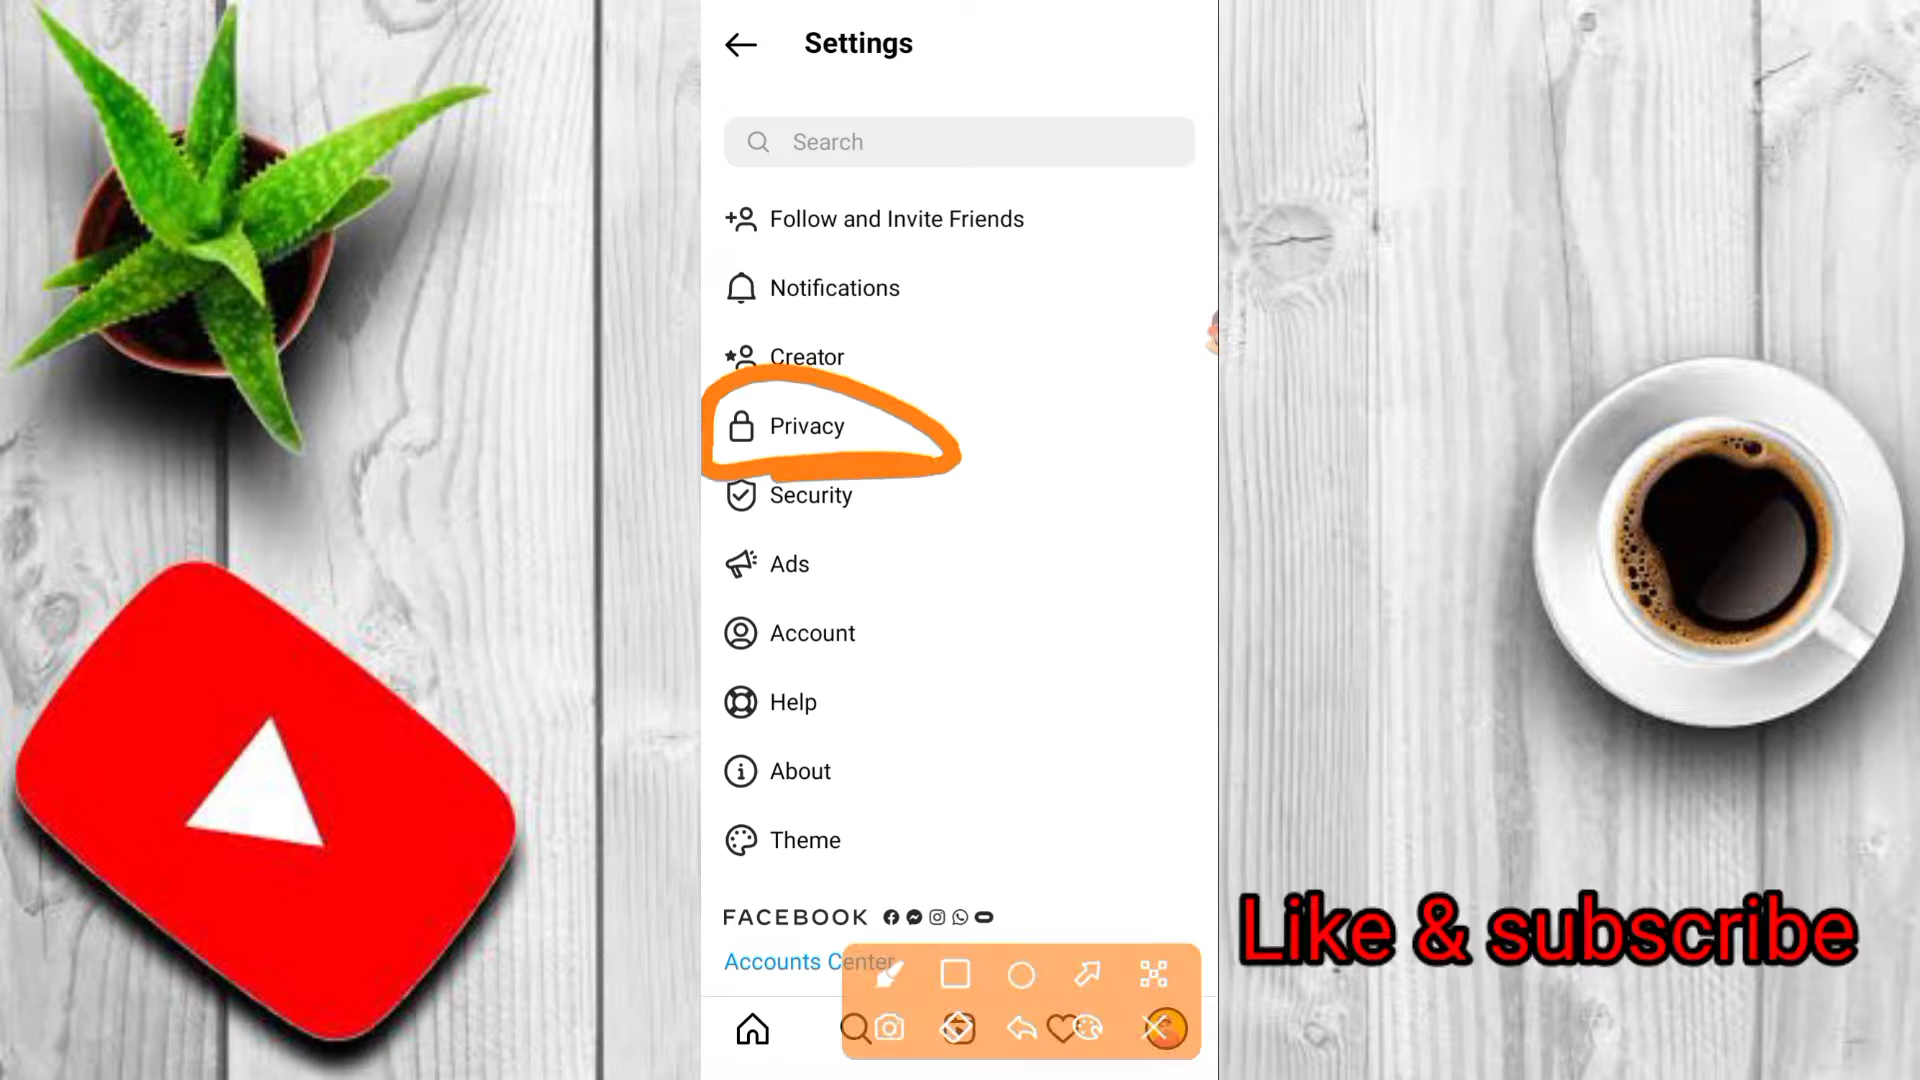 Settings
Search
Follow and Invite Friends
Notifications
Creator
Privacy
Security
Ads
Account
Help
About
Theme
FACEBOOK
Accounts Center
Like & subscribe